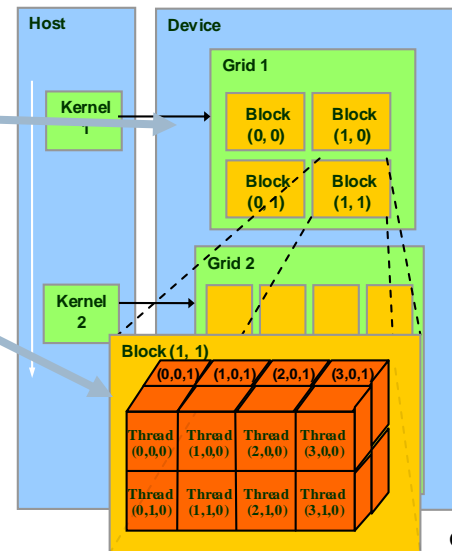 Host
Device
Grid 1
Kernel
1
Block
(0, 0)
Block
(1, 0)
Block
(0, 1)
Block
(1, 1)
Grid 2
Kernel
2
Block (1, 1)
(0,0,1)
(1,0,1)
(2,0,1)
(3,0,1)
Thread
(0,0,0)
Thread
(1,0,0)
Thread
(2,0,0)
Thread
(3,0,0)
Thread
(0,1,0)
Thread
(1,1,0)
Thread
(2,1,0)
Thread
(3,1,0)